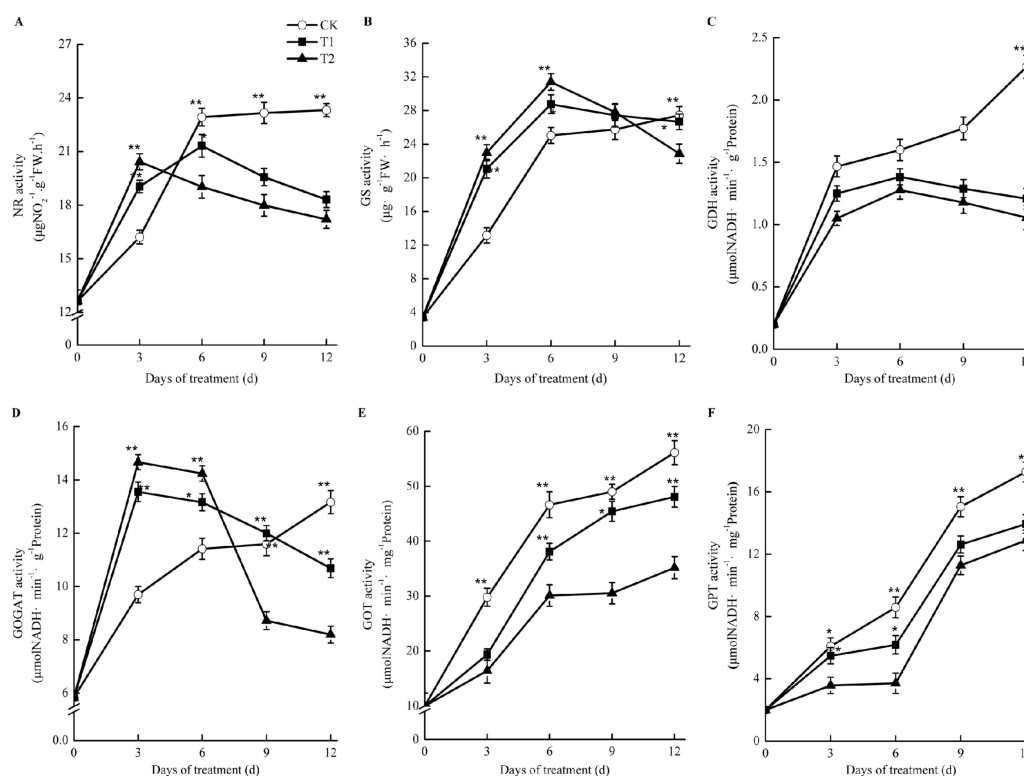 A
CK
T1
T2
27
24
21
18
15
12
0
NR activity
(μgNO₂⁻¹·g⁻¹FW.h⁻¹)
**
**
**
**
**
*
0 3 6 9 12
Days of treatment (d)
B
36
32
28
24
20
16
12
8
4
0
GS activity
(μg· g⁻¹FW· h⁻¹)
**
**
**
**
*
*
0 3 6 9 12
Days of treatment (d)
C
2.5
2.0
1.5
1.0
0.5
0.0
GDH activity
(μmolNADH· min⁻¹· g⁻¹Protein)
**
0 3 6 9
Days of treatment (d)
D
16
14
12
10
8
6
0.0
GOGAT activity
(μmolNADH· min⁻¹· g⁻¹Protein)
**
**
**
*
**
**
**
**
0 3 6 9 12
Days of treatment (d)
E
60
50
40
30
20
10
0
GOT activity
(μmolNADH· min⁻¹· mg⁻¹Protein)
**
**
**
**
*
**
**
0 3 6 9 12
Days of treatment (d)
F
20
16
12
8
4
0
GPT activity
(μmolNADH· min⁻¹· mg⁻¹Protein)
*
*
**
*
**
0 3 6 9
Days of treatment (d)